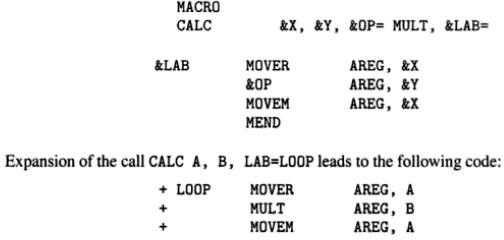 MACRO
CALC &X, &Y, &OP= MULT, &LAB=
&LAB MOVER AREG, &X
&OP AREG, &Y
MOVEM AREG, &X
MEND
Expansion of the call CALC A, B, LAB=LOOP leads to the following code:
+ LOOP MOVER AREG, A
+ MULT AREG, B
+ MOVEM AREG, A